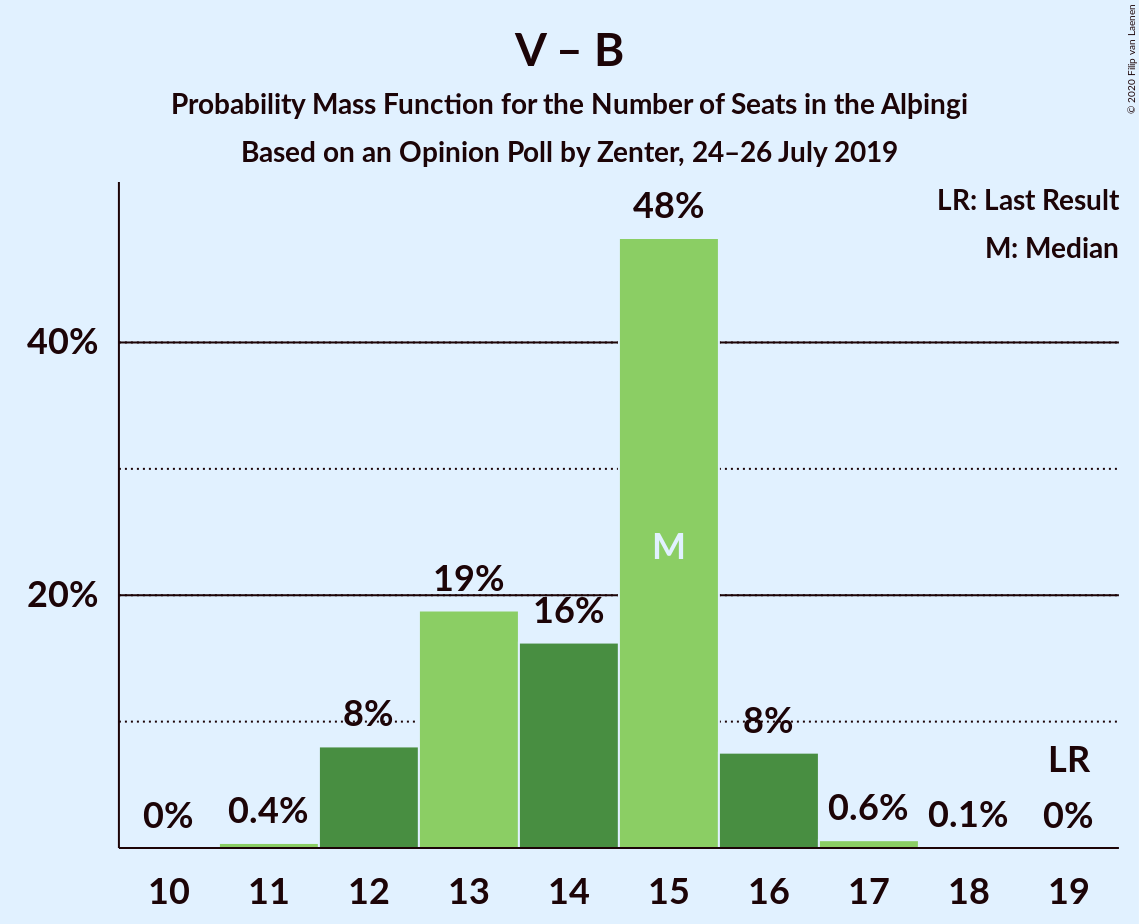 V – B
Probability Mass Function for the Number of Seats in the Alþingi
Based on an Opinion Poll by Zenter, 24–26 July 2019
© 2020 Filip van Laenen
LR: Last Result
M: Median
48%
40%
M
19%
20%
16%
8%
8%
LR
0%
0.4%
0.6%
0.1%
0%
10 11 12 13 14 15 16 17 18 19